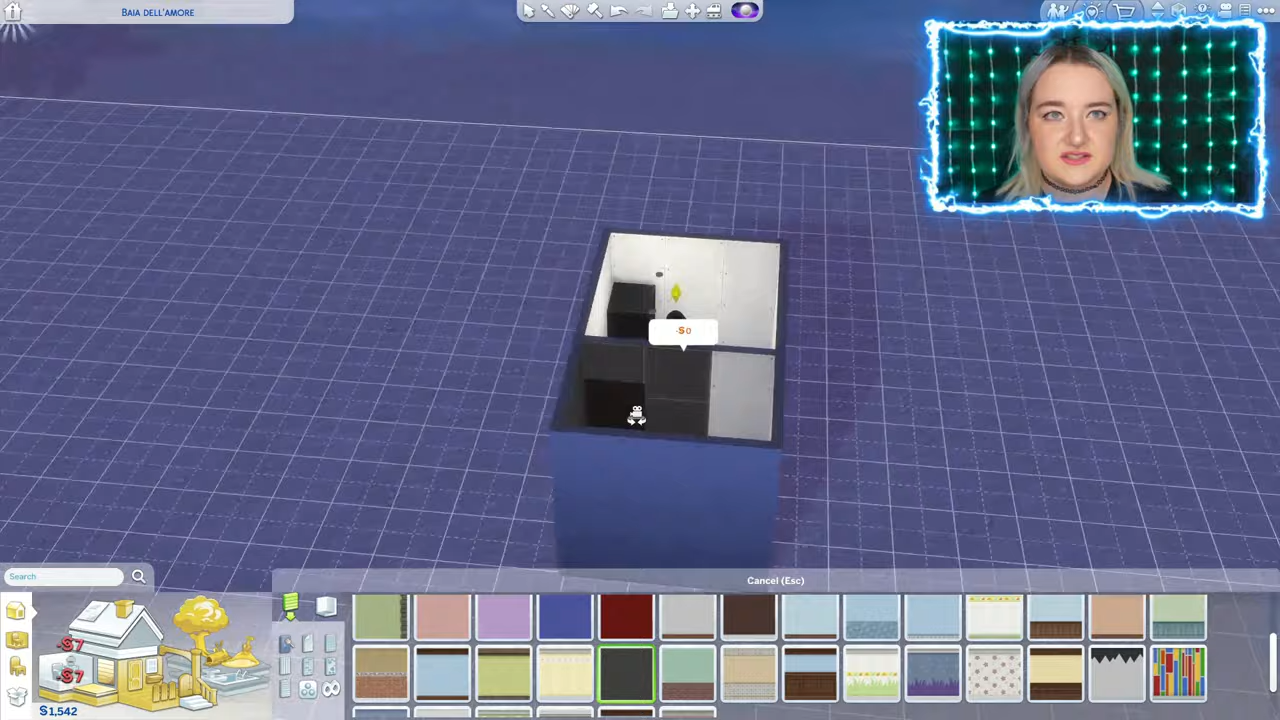 BAIA DELL'AMORE
-$0
Cancel (Esc)
Search
-$7
-$7
$1,542